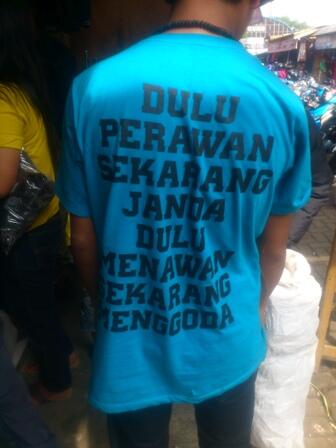 DULU
PERAWAN
SEKARANG
JANDA
DULU
MENAWAN
SEKARANG
MENGGODA